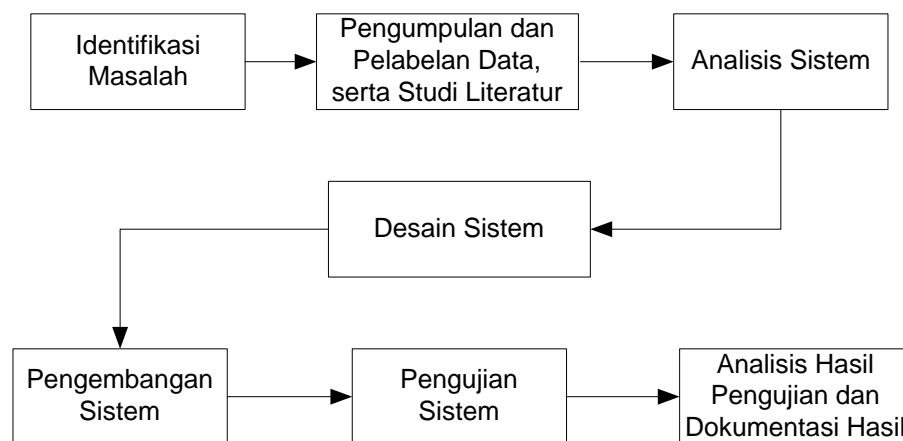 Identifikasi
Masalah
Pengumpulan dan
Pelabelan Data,
serta Studi Literatur
Analisis Sistem
Desain Sistem
Pengembangan
Sistem
Pengujian
Sistem
Analisis Hasil
Pengujian dan
Dokumentasi Hasil